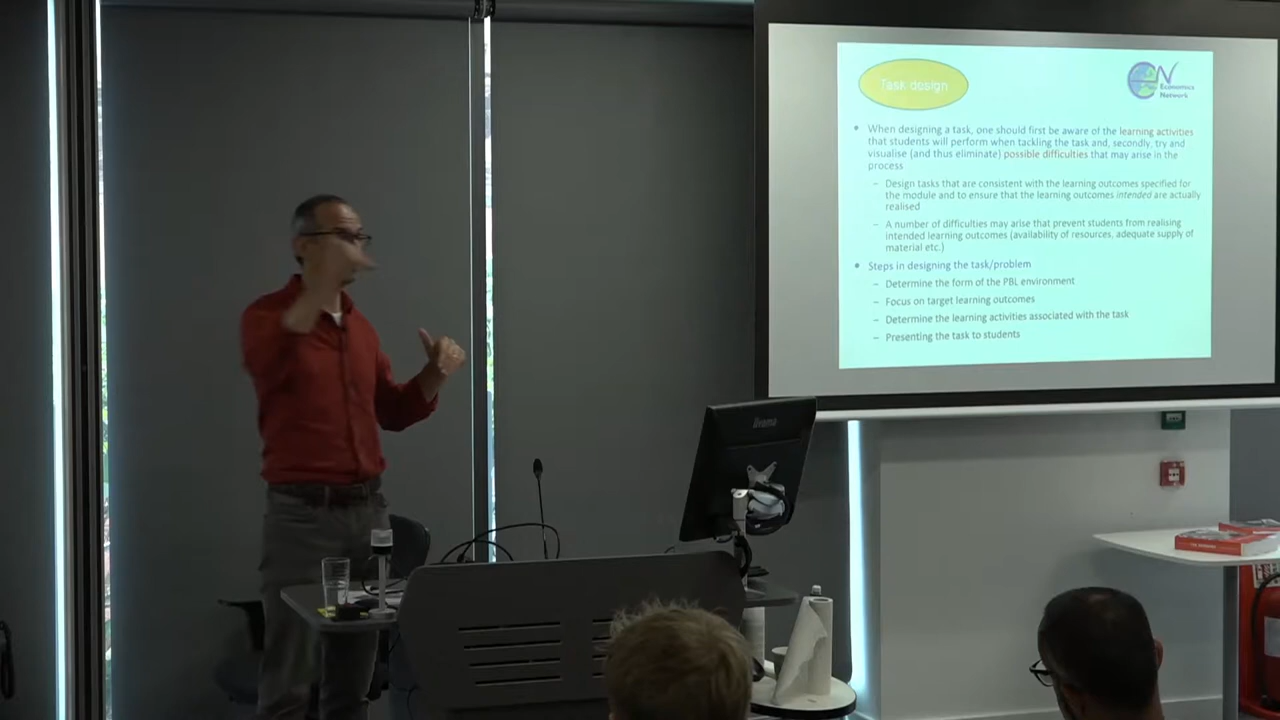 Task design
Economics
Network
• When designing a task, one should first be aware of the learning activities
that students will perform when tackling the task and, secondly, try and
visualise (and thus eliminate) possible difficulties that may arise in the
process
– Design tasks that are consistent with the learning outcomes specified for
the module and to ensure that the learning outcomes intended are actually
realised
– A number of difficulties may arise that prevent students from realising
intended learning outcomes (availability of resources, adequate supply of
material etc.)
• Steps in designing the task/problem
– Determine the form of the PBL environment
– Focus on target learning outcomes
– Determine the learning activities associated with the task
– Presenting the task to students
iiyama